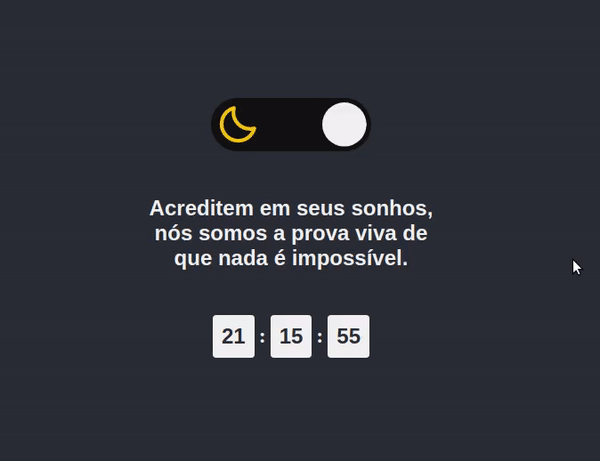 Acreditem em seus sonhos,
nós somos a prova viva de
que nada é impossível.
21 : 15 : 55